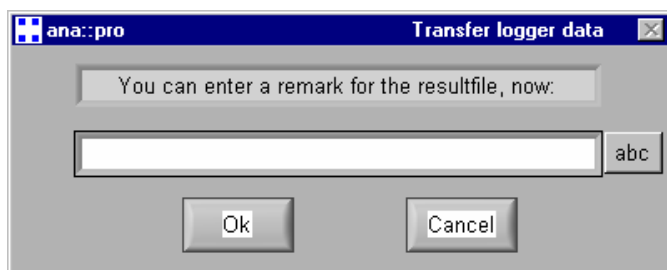 ana::pro Transfer logger data
You can enter a remark for the resultfile, now:
abc
Ok Cancel